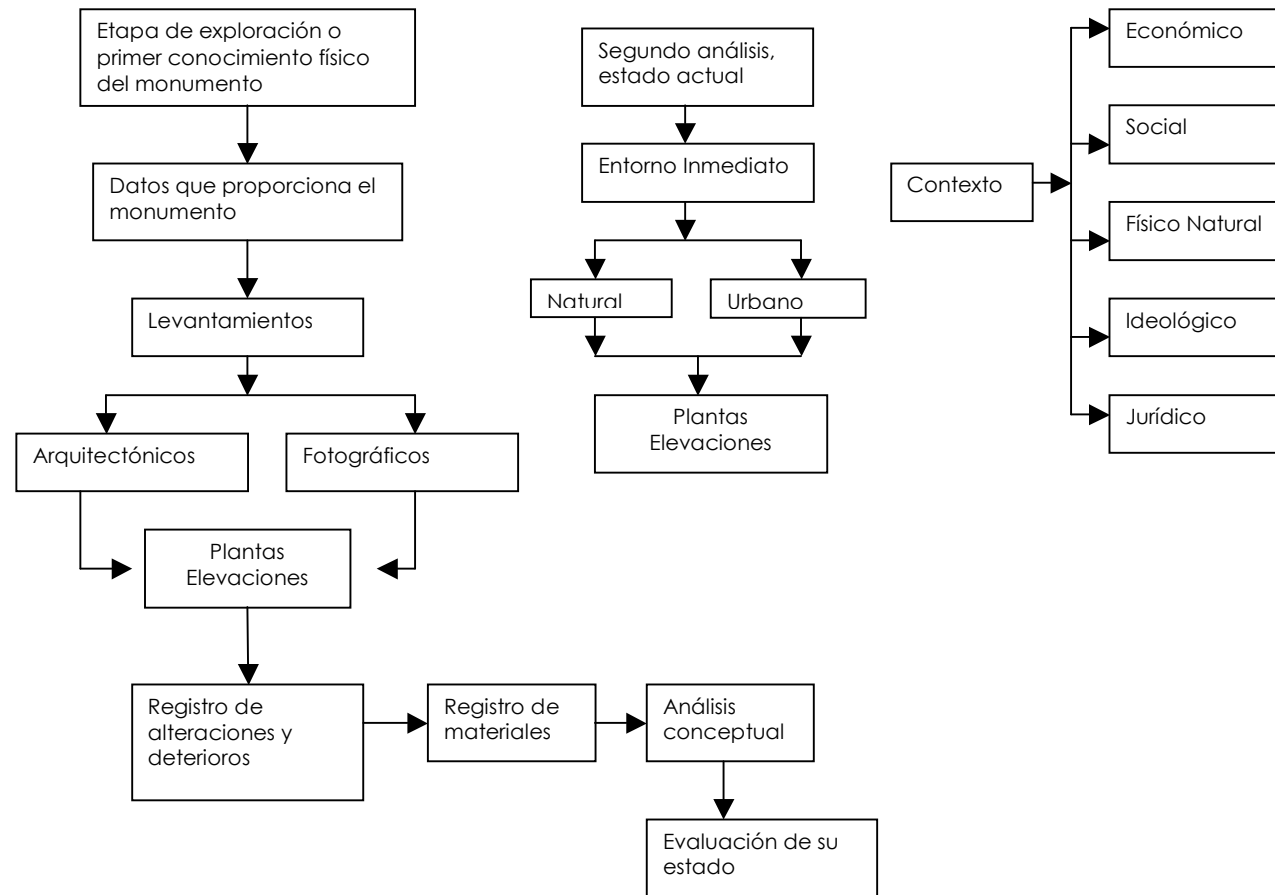 Etapa de exploración o
primer conocimiento físico
del monumento
Datos que proporciona el
monumento
Levantamientos
Arquitectónicos
Fotográficos
Plantas
Elevaciones
Registro de
alteraciones y
deterioros
Registro de
materiales
Análisis
conceptual
Evaluación de su
estado
Segundo análisis,
estado actual
Entorno Inmediato
Natural
Urbano
Plantas
Elevaciones
Contexto
Económico
Social
Físico Natural
Ideológico
Jurídico